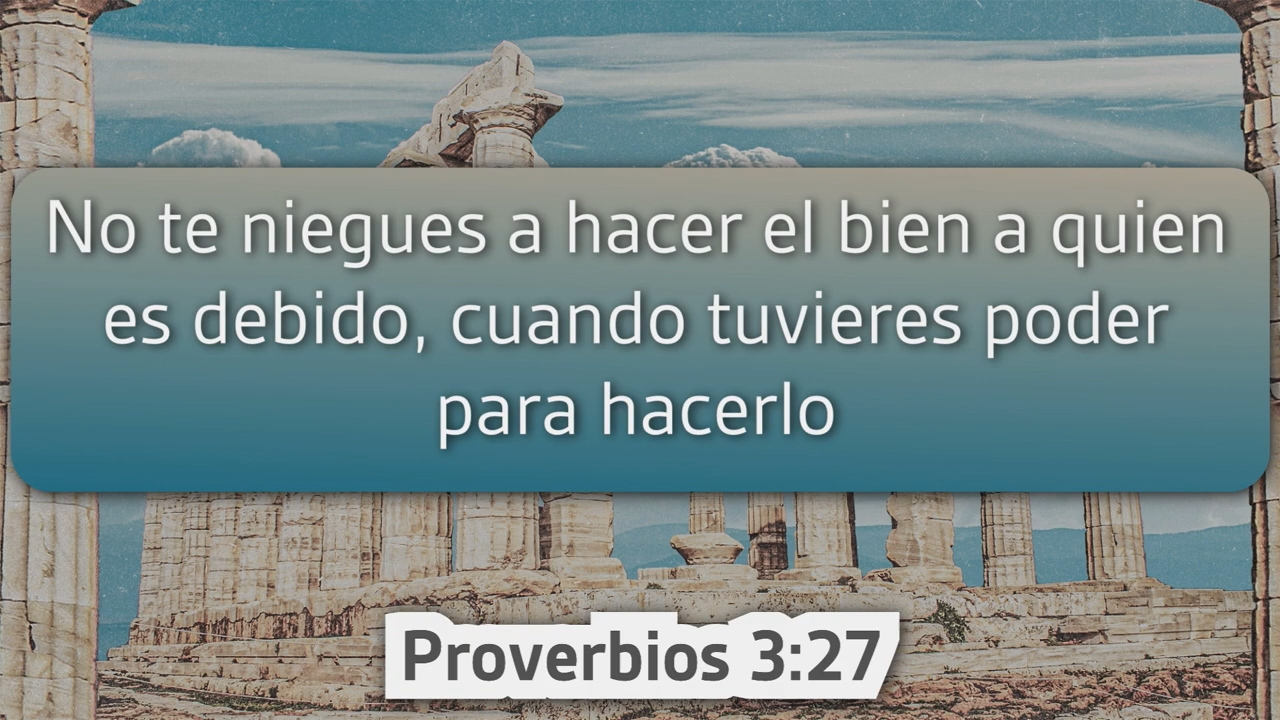 No te niegues a hacer el bien a quien
es debido, cuando tuvieres poder
para hacerlo
Proverbios 3:27